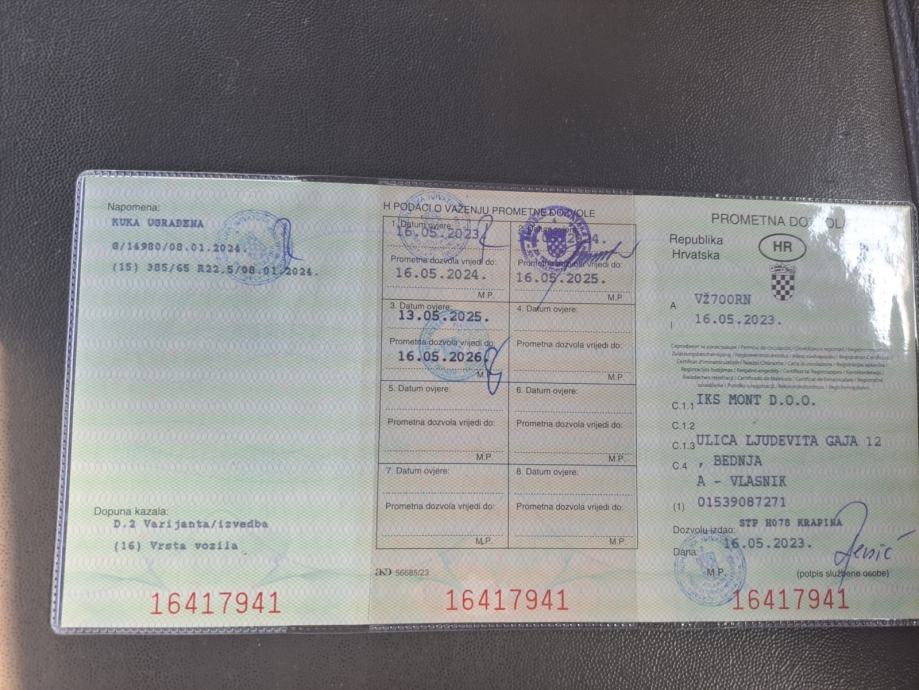 Napomena:
KUKA UGRAĐENA
8/14980/08.01.2024
(15) 385/65 R22.5/08.01.2024.
Dopuna kazala:
D.2 Varijanta/izvedba
(16) Vrsta vozila
16417941
H PODACI O VAŽENJU PROMETNE DOZVOLE
1. Datum ovjere:
16.05.2023
Prometna dozvola vrijedi do:
16.05.2024.
M.P.
Prometna dozvola vrijedi do:
16.05.2025.
M.P.
3. Datum ovjere:
13.05.2025.
Prometna dozvola vrijedi do:
16.05.2026.
M.P.
4. Datum ovjere:
Prometna dozvola vrijedi do:
M.P.
5. Datum ovjere:
Prometna dozvola vrijedi do:
M.P.
6. Datum ovjere:
Prometna dozvola vrijedi do:
M.P.
7. Datum ovjere:
Prometna dozvola vrijedi do:
M.P.
8. Datum ovjere:
Prometna dozvola vrijedi do:
M.P.
AKD 56685/23
16417941
PROMETNA DOZVOLA
Republika
Hrvatska
HR
A VŽ700RN
I 16.05.2023.
C.1.1 IKS MONT D.O.O.
C.1.2
C.1.3 ULICA LJUDEVITA GAJA 12
C4 , BEDNJA
A - VLASNIK
(1) 01539087271
Dozvolu izdao: STP H078 KRAPINA
Dana: 16.05.2023.
M.P. (potpis službene osobe)
16417941